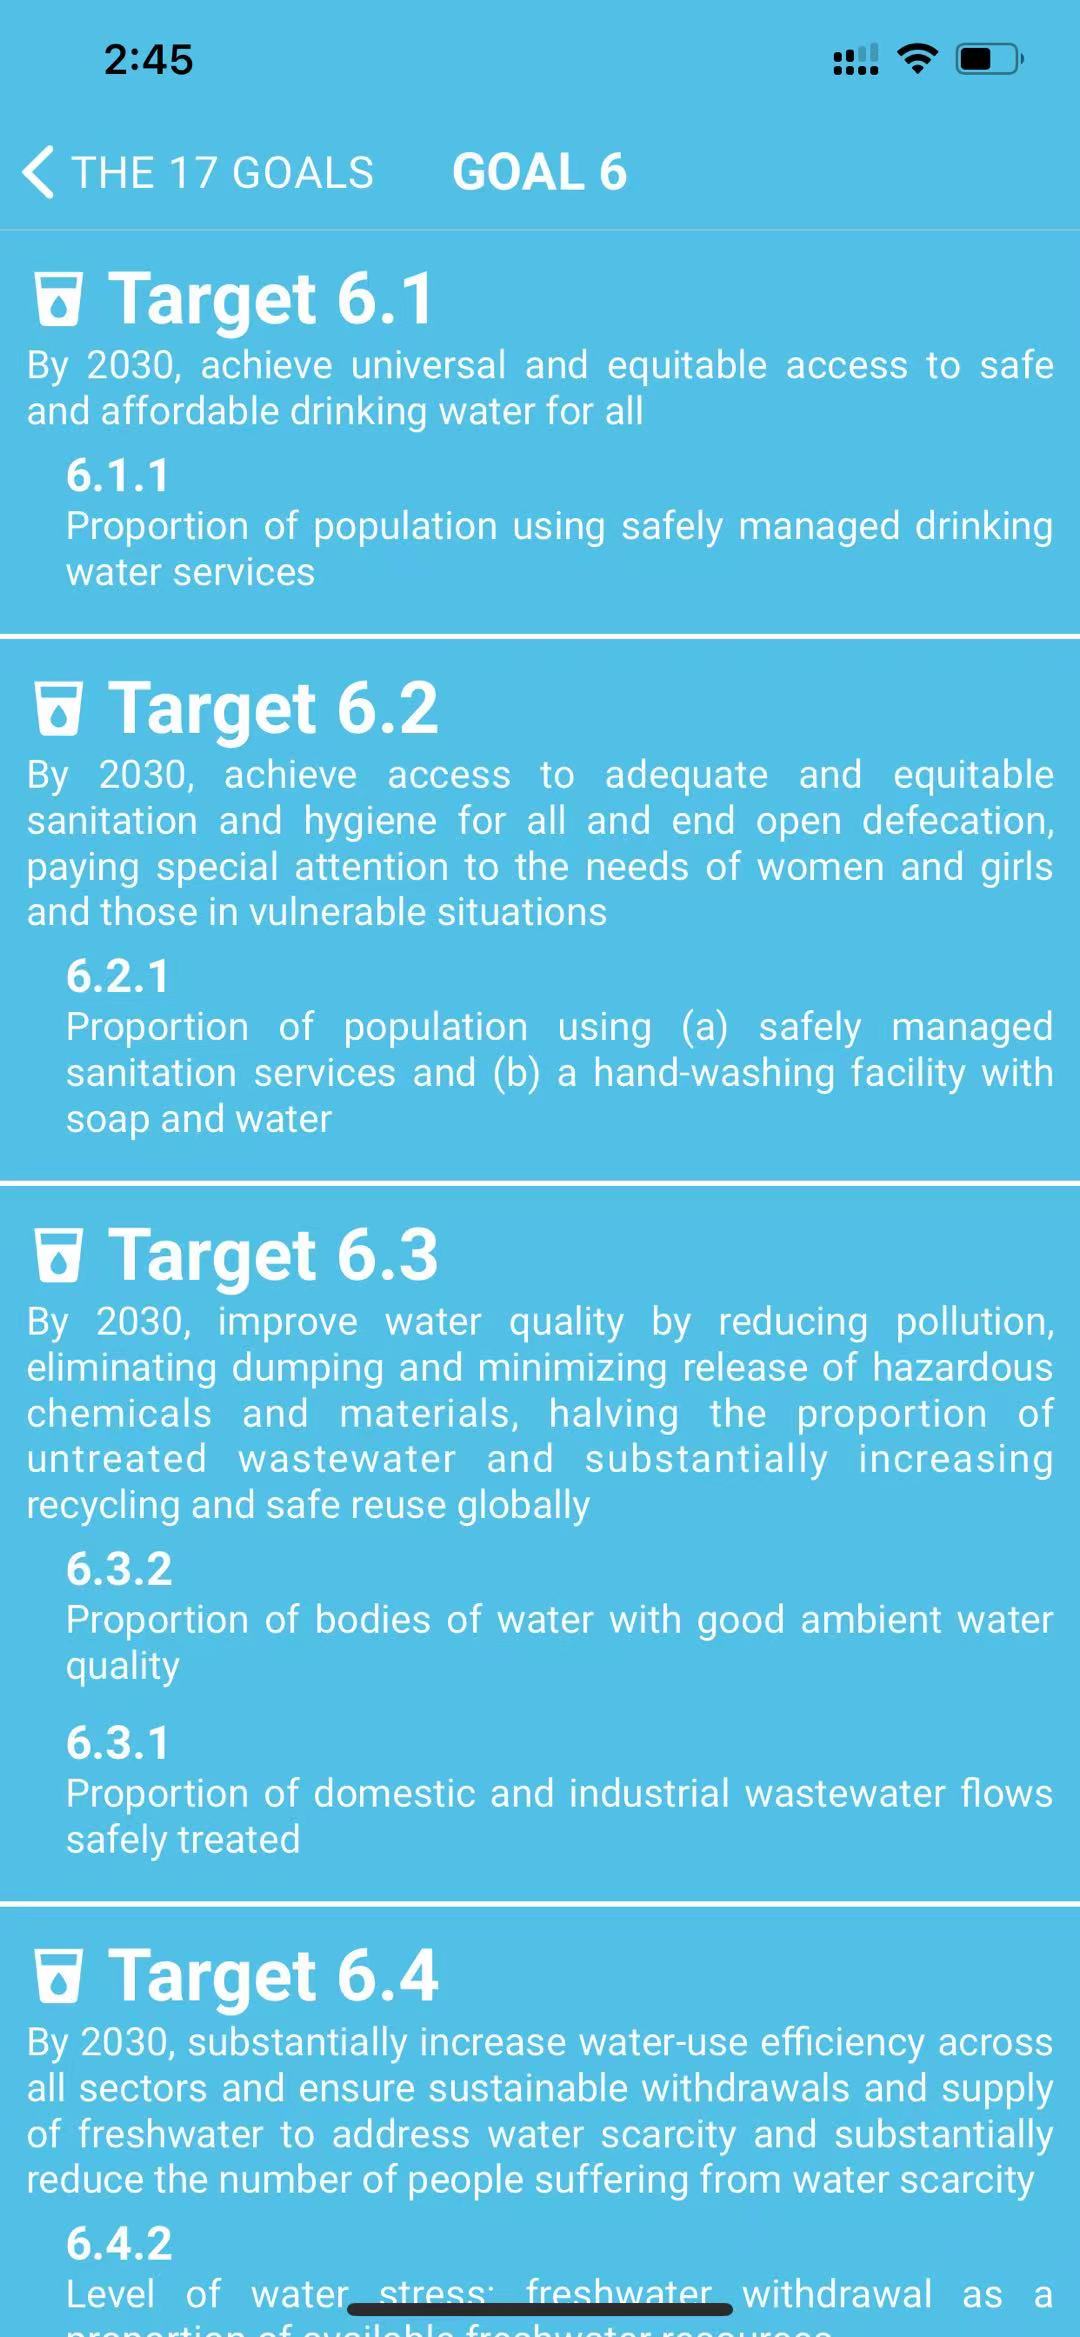 2:45
THE 17 GOALS GOAL 6
Target 6.1
By 2030, achieve universal and equitable access to safe
and affordable drinking water for all
6.1.1
Proportion of population using safely managed drinking
water services
Target 6.2
By 2030, achieve access to adequate and equitable
sanitation and hygiene for all and end open defecation,
paying special attention to the needs of women and girls
and those in vulnerable situations
6.2.1
Proportion of population using (a) safely managed
sanitation services and (b) a hand-washing facility with
soap and water
Target 6.3
By 2030, improve water quality by reducing pollution,
eliminating dumping and minimizing release of hazardous
chemicals and materials, halving the proportion of
untreated wastewater and substantially increasing
recycling and safe reuse globally
6.3.2
Proportion of bodies of water with good ambient water
quality
6.3.1
Proportion of domestic and industrial wastewater flows
safely treated
Target 6.4
By 2030, substantially increase water-use efficiency across
all sectors and ensure sustainable withdrawals and supply
of freshwater to address water scarcity and substantially
reduce the number of people suffering from water scarcity
6.4.2
Level of water stress: freshwater withdrawal as a
proportion of available freshwater resources